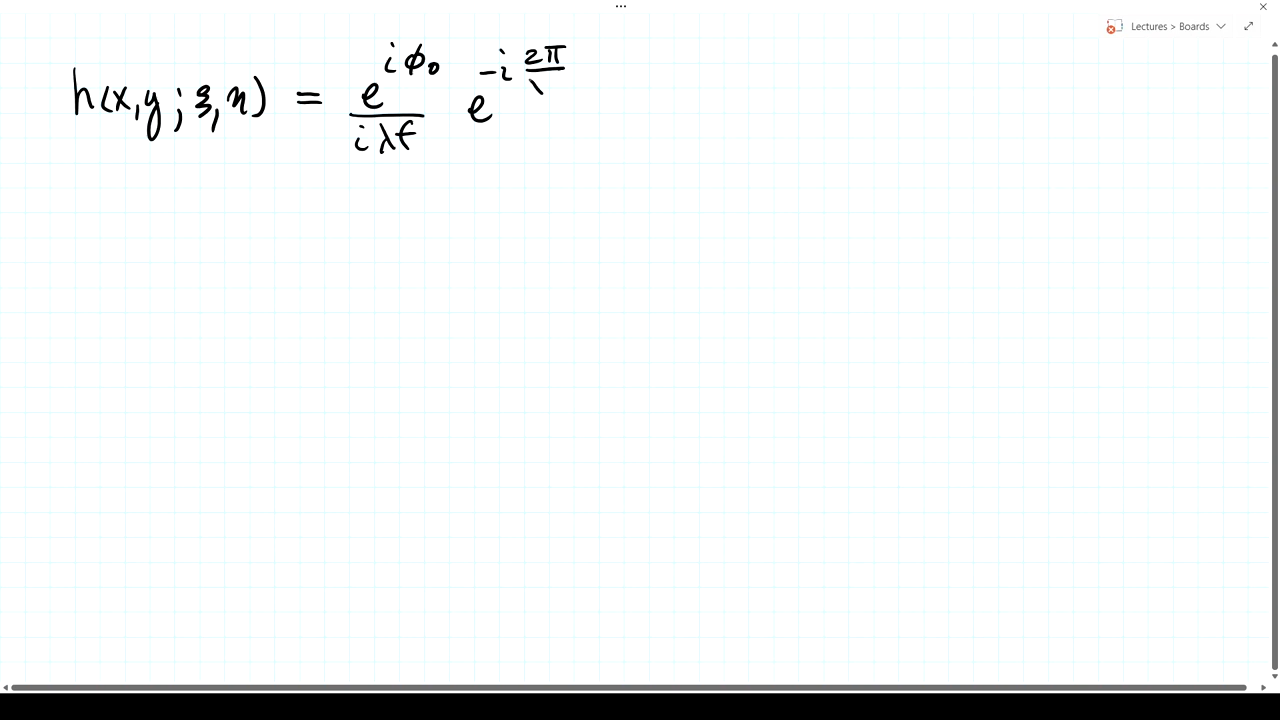 Lectures > Boards
h(x,y;ξ,η) = e^{iϕ₀}/(iλf) e^{-i 2π/\